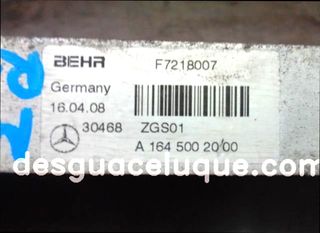 BEHR F7218007
Germany
16.04.08
30468 ZGS01
A 164 500 20 00
desguaceluque.com